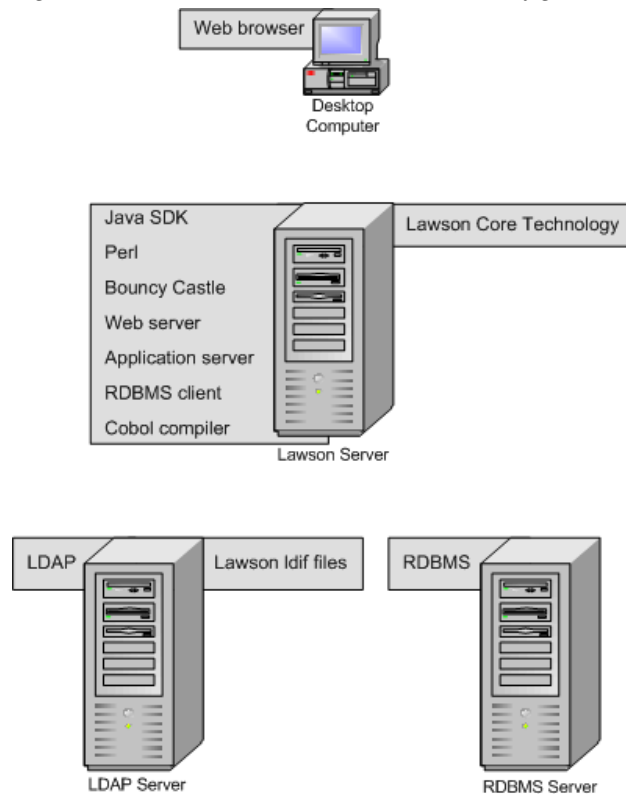 Web browser
Desktop
Computer
Java SDK
Perl
Bouncy Castle
Web server
Application server
RDBMS client
Cobol compiler
Lawson Core Technology
Lawson Server
LDAP
Lawson ldif files
RDBMS
LDAP Server
RDBMS Server